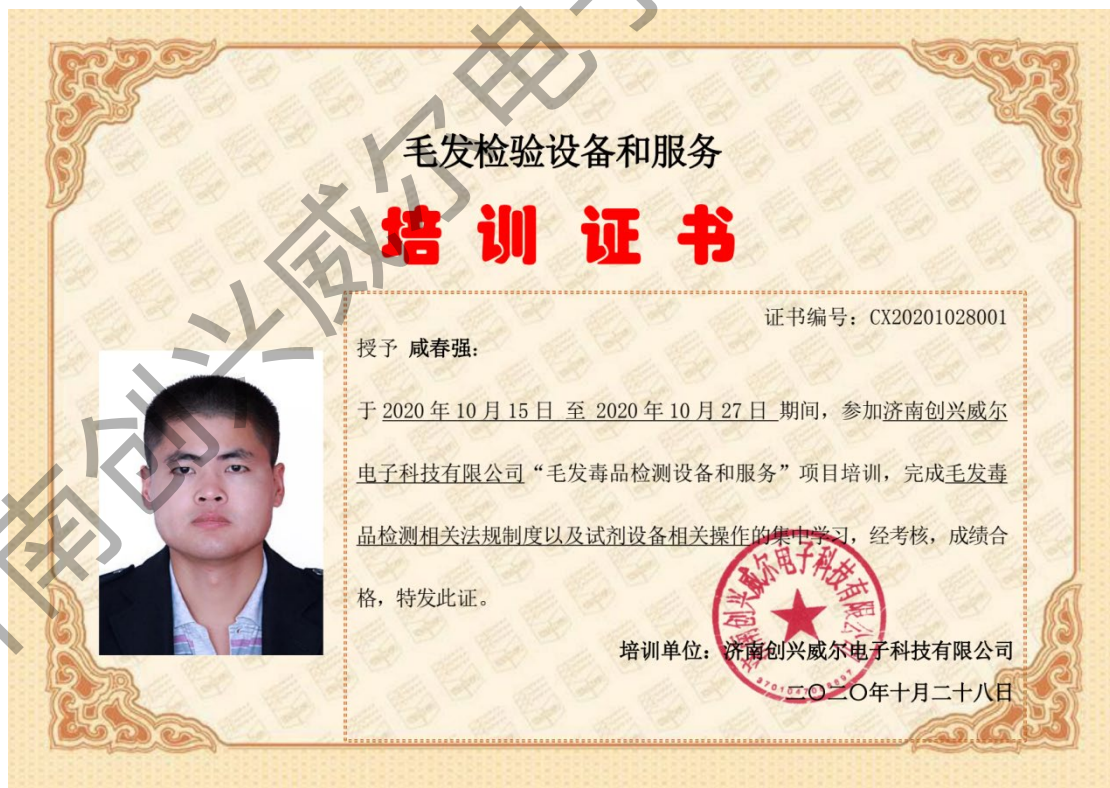 毛发检验设备和服务
培训证书
证书编号：CX20201028001
授予 咸春强：
于 2020 年 10 月 15 日 至 2020 年 10 月 27 日 期间，参加济南创兴威尔
电子科技有限公司“毛发毒品检测设备和服务”项目培训，完成毛发毒
品检测相关法规制度以及试剂设备相关操作的集中学习，经考核，成绩合
格，特发此证。
济南创兴威尔电子科技有限公司
培训单位：济南创兴威尔电子科技有限公司
二〇二〇年十月二十八日
南创兴威尔电子